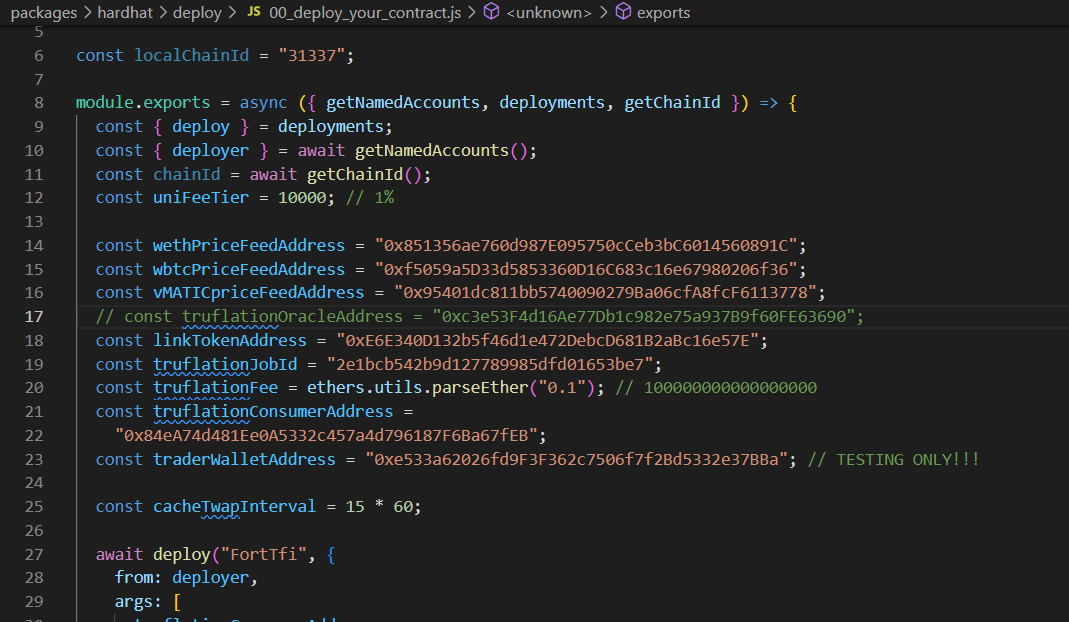 packages > hardhat > deploy > JS 00_deploy_your_contract.js > <unknown> > exports
5
6 const localChainId = "31337";
7
8 module.exports = async ({ getNamedAccounts, deployments, getChainId }) => {
9 const { deploy } = deployments;
10 const { deployer } = await getNamedAccounts();
11 const chainId = await getChainId();
12 const uniFeeTier = 10000; // 1%
13
14 const wethPriceFeedAddress = "0x851356ae760d987E095750cCeb3bC6014560891C";
15 const wbtcPriceFeedAddress = "0xf5059a5D33d5853360D16C683c16e67980206f36";
16 const vMATICpriceFeedAddress = "0x95401dc811bb5740090279Ba06cfA8fcF6113778";
17 // const truflationOracleAddress = "0xc3e53F4d16Ae77Db1c982e75a937B9f60FE63690";
18 const linkTokenAddress = "0xE6E340D132b5f46d1e472DebcD681B2aBc16e57E";
19 const truflationJobId = "2e1bcb542b9d127789985dfd01653be7";
20 const truflationFee = ethers.utils.parseEther("0.1"); // 100000000000000000
21 const truflationConsumerAddress =
22 "0x84eA74d481Ee0A5332c457a4d796187F6Ba67fEB";
23 const traderWalletAddress = "0xe533a62026fd9F3F362c7506f7f2Bd5332e37BBa"; // TESTING ONLY!!!
24
25 const cacheTwapInterval = 15 * 60;
26
27 await deploy("FortTfi", {
28 from: deployer,
29 args: [